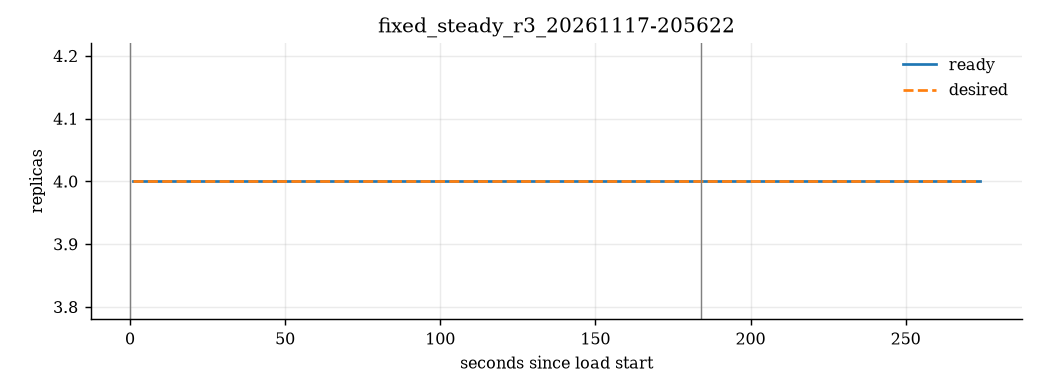 fixed_steady_r3_20261117-205622
4.2
4.1
4.0
3.9
3.8
replicas
ready
desired
0 50 100 150 200 250
seconds since load start